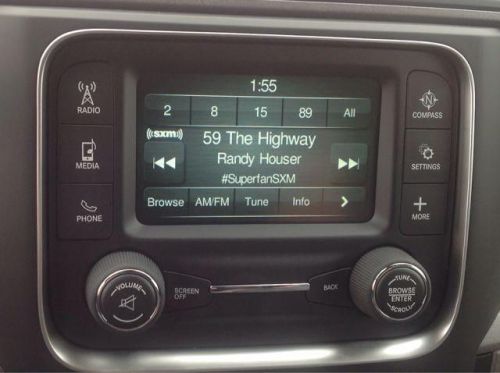 1:55
2 8 15 89 All
((sxm))
59 The Highway
Randy Houser
#SuperfanSXM
Browse AM/FM Tune Info
RADIO
MEDIA
PHONE
COMPASS
SETTINGS
MORE
VOLUME
SCREEN OFF
BACK
TUNE
BROWSE
ENTER
SCROLL